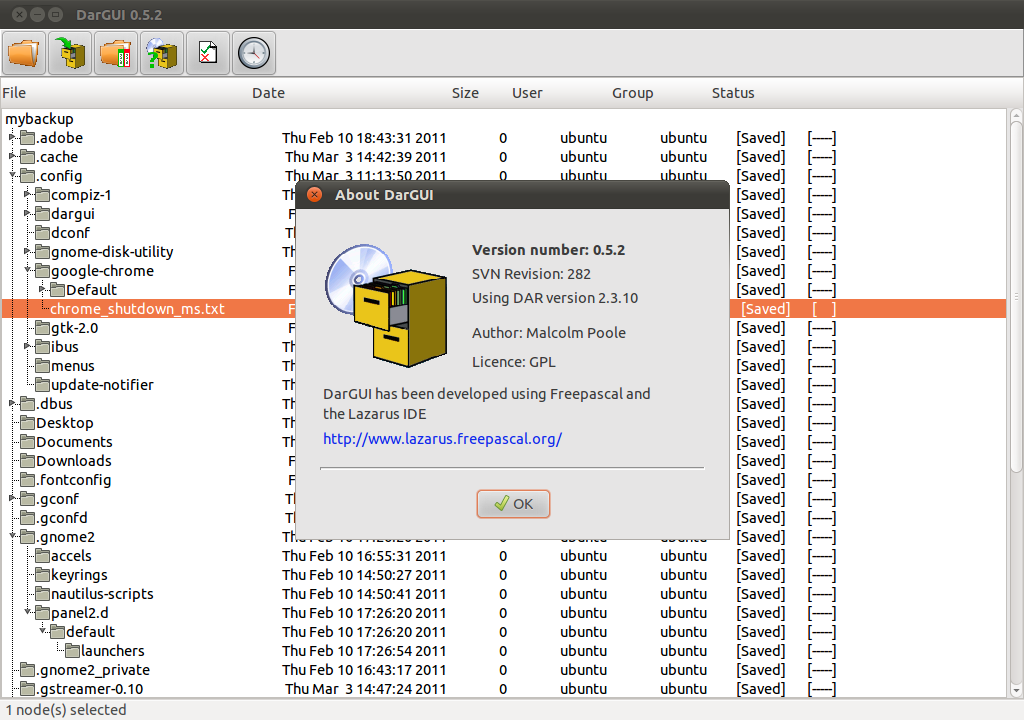 DarGUI 0.5.2
File Date Size User Group Status
mybackup
.adobe Thu Feb 10 18:43:31 2011 0 ubuntu ubuntu [Saved] [-----]
.cache Thu Mar 3 14:42:39 2011 0 ubuntu ubuntu [Saved] [-----]
.config Thu Mar 3 11:13:50 2011 0 ubuntu ubuntu [Saved] [-----]
compiz-1 [Saved] [-----]
dargui [Saved] [-----]
dconf [Saved] [-----]
gnome-disk-utility [Saved] [-----]
google-chrome [Saved] [-----]
Default [Saved] [-----]
chrome_shutdown_ms.txt [Saved] [ ]
gtk-2.0 [Saved] [-----]
ibus [Saved] [-----]
menus [Saved] [-----]
update-notifier [Saved] [-----]
.dbus [Saved] [-----]
Desktop [Saved] [-----]
Documents [Saved] [-----]
Downloads [Saved] [-----]
.fontconfig [Saved] [-----]
.gconf [Saved] [-----]
.gconfd [Saved] [-----]
.gnome2 [Saved] [-----]
accels Thu Feb 10 16:55:31 2011 0 ubuntu ubuntu [Saved] [-----]
keyrings Thu Feb 10 14:50:27 2011 0 ubuntu ubuntu [Saved] [-----]
nautilus-scripts Thu Feb 10 14:50:41 2011 0 ubuntu ubuntu [Saved] [-----]
panel2.d Thu Feb 10 17:26:20 2011 0 ubuntu ubuntu [Saved] [-----]
default Thu Feb 10 17:26:20 2011 0 ubuntu ubuntu [Saved] [-----]
launchers Thu Feb 10 17:26:54 2011 0 ubuntu ubuntu [Saved] [-----]
.gnome2_private Thu Feb 10 16:43:17 2011 0 ubuntu ubuntu [Saved] [-----]
.gstreamer-0.10 Thu Mar 3 14:47:24 2011 0 ubuntu ubuntu [Saved] [-----]
1 node(s) selected
About DarGUI
Version number: 0.5.2
SVN Revision: 282
Using DAR version 2.3.10
Author: Malcolm Poole
Licence: GPL
DarGUI has been developed using Freepascal and
the Lazarus IDE
http://www.lazarus.freepascal.org/
OK